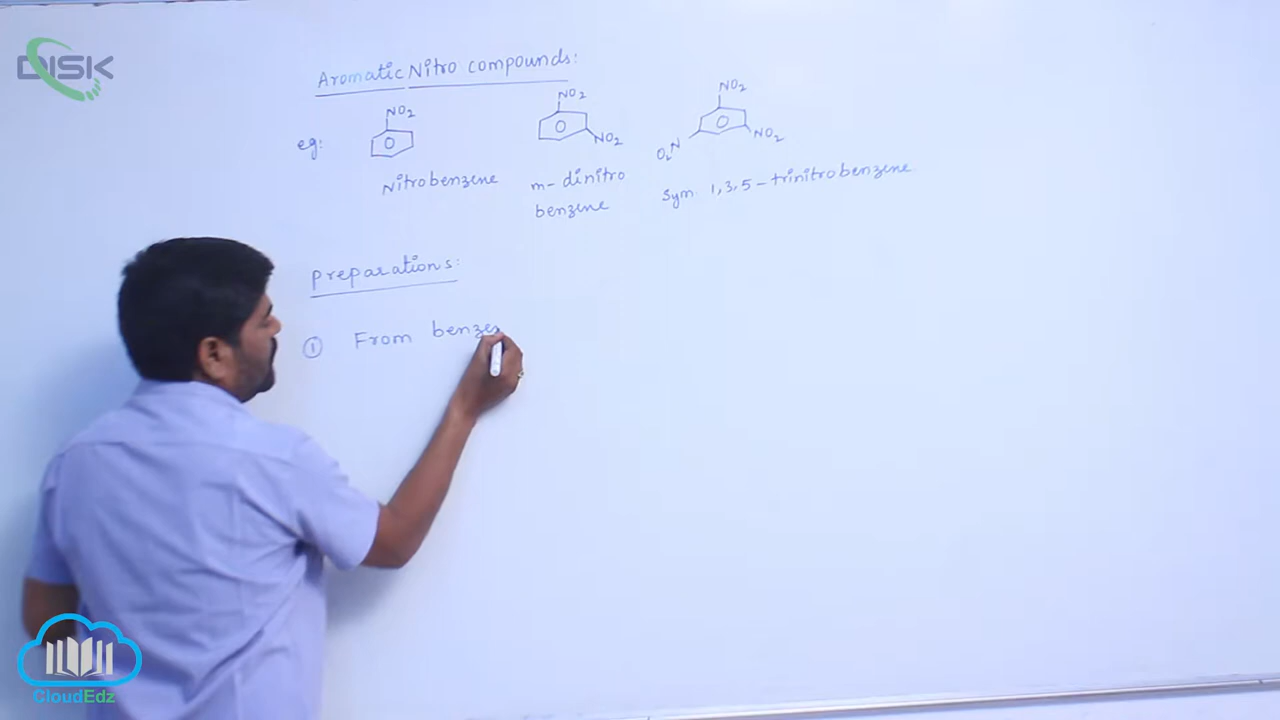 DISK
Aromatic Nitro compounds:
eg:
NO2
NO2
NO2
NO2
O2N
NO2
Nitrobenzene
m- dinitro
benzene
Sym. 1,3,5- trinitrobenzene
Preparations:
① From benzen
CloudEdz